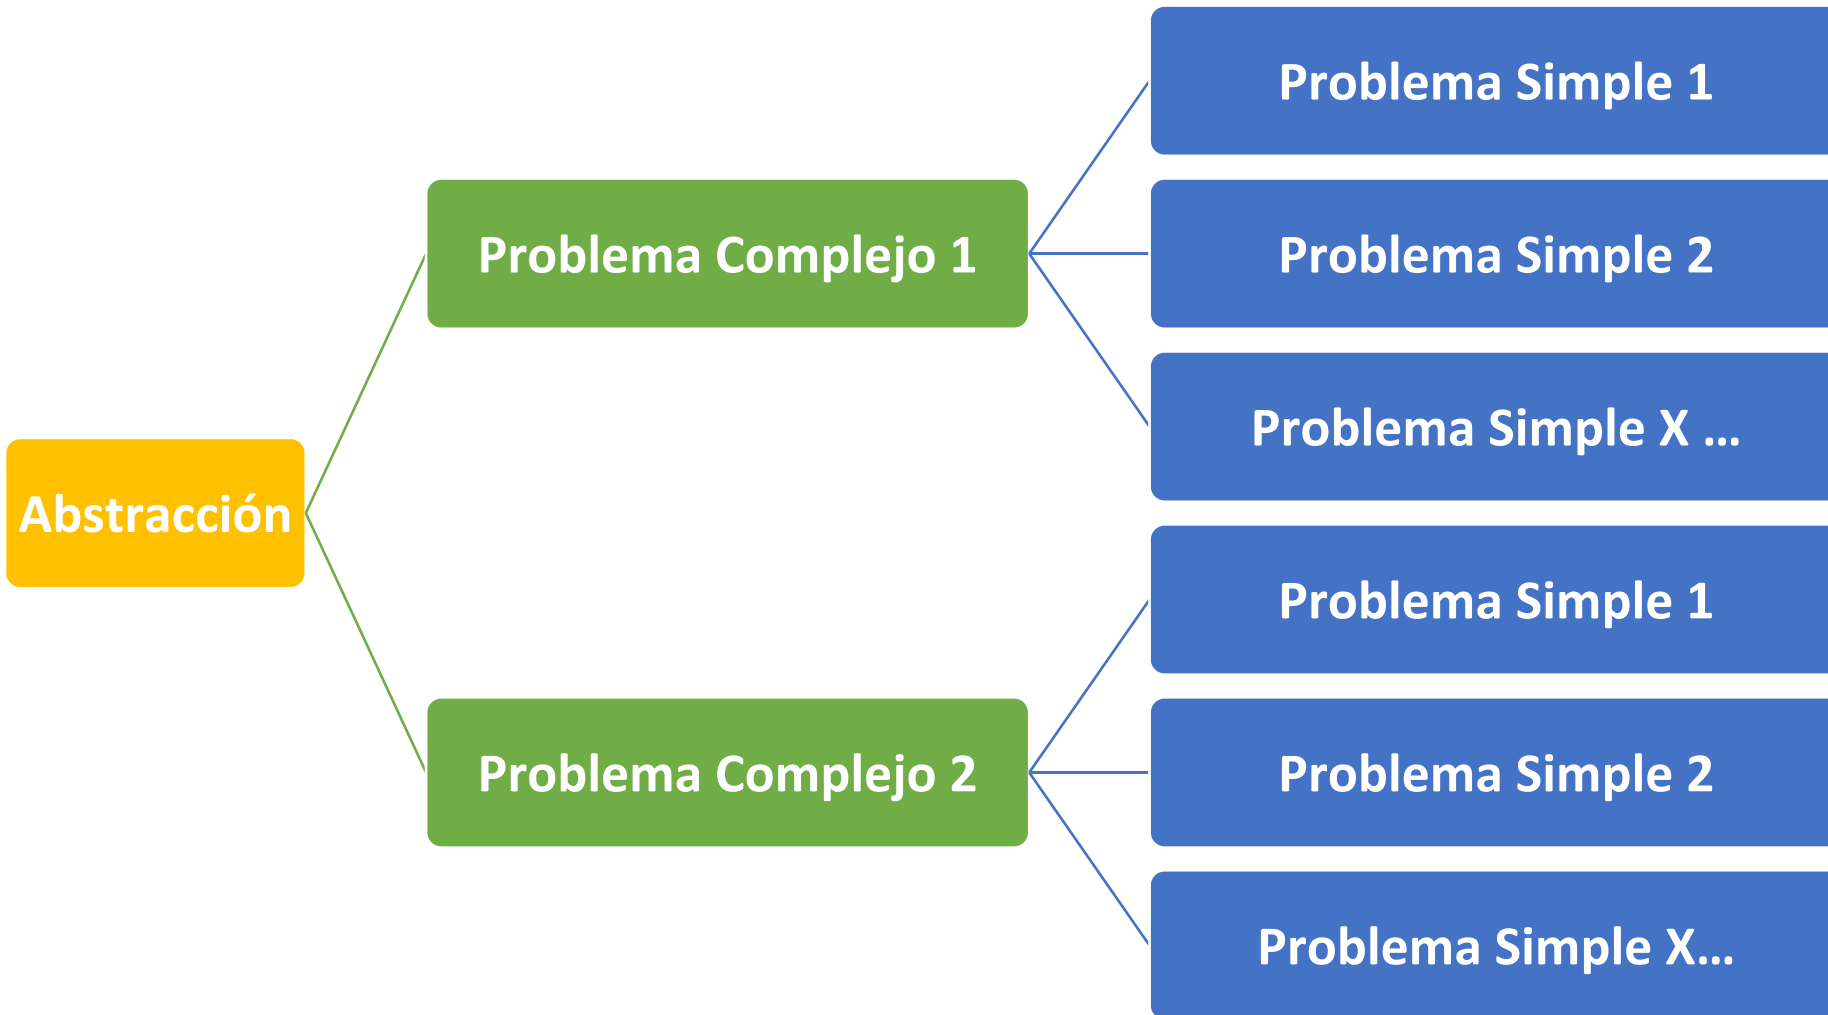 Abstracción
Problema Complejo 1
Problema Simple 1
Problema Simple 2
Problema Simple X ...
Problema Complejo 2
Problema Simple 1
Problema Simple 2
Problema Simple X...